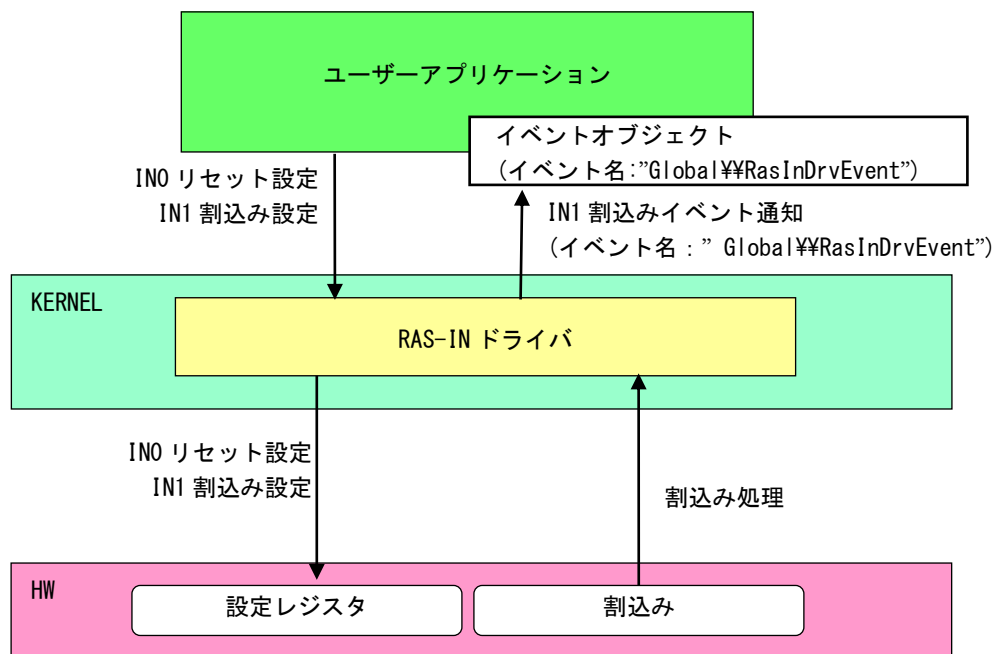 ユーザーアプリケーション
イベントオブジェクト
(イベント名:”Global¥¥RasInDrvEvent”)
IN0 リセット設定
IN1 割込み設定
IN1 割込みイベント通知
(イベント名：” Global¥¥RasInDrvEvent”)
KERNEL
RAS-IN ドライバ
IN0 リセット設定
IN1 割込み設定
割込み処理
HW
設定レジスタ
割込み